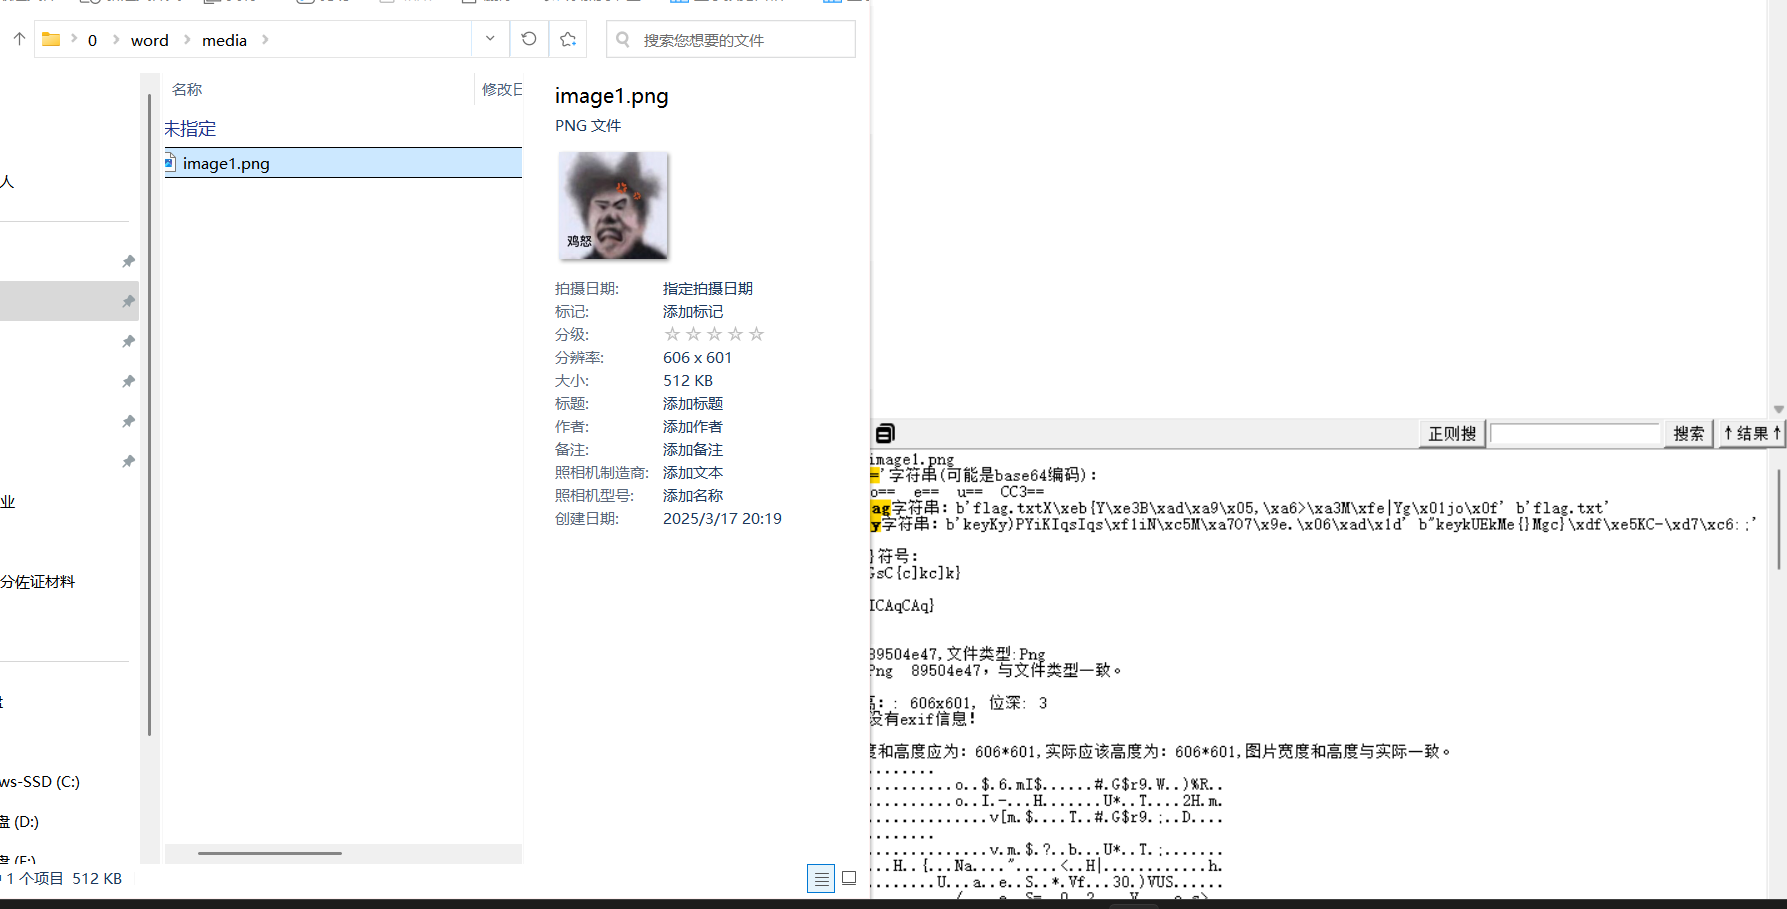 0 word media
搜索您想要的文件
名称
修改日
未指定
image1.png
image1.png
PNG 文件
鸡怒
拍摄日期: 指定拍摄日期
标记: 添加标记
分级: ☆ ☆ ☆ ☆ ☆
分辨率: 606 x 601
大小: 512 KB
标题: 添加标题
作者: 添加作者
备注: 添加备注
照相机制造商: 添加文本
照相机型号: 添加名称
创建日期: 2025/3/17 20:19
人
业
分佐证材料
ws-SSD (C:)
盘 (D:)
1 个项目 512 KB
正则搜 搜索 ↑结果↑
image1.png
='字符串(可能是base64编码):
o== e== u== CC3==
ag字符串: b'flag.txtX\xeb{Y\xe3B\xad\xa9\x05,\xa6>\xa3M\xfe|Yg\x01jo\x0f' b'flag.txt'
y字符串: b'keyKy)PYiKIqsIqs\xf1iN\xc5M\xa7O7\x9e.\x06\xad\x1d' b"keykUEkMe{}Mgc}\xdf\xe5KC-\xd7\xc6:;'
}符号:
GsC{c]kc]k}
ICAqCAq}
89504e47,文件类型:Png
Png 89504e47, 与文件类型一致。
高: : 606x601, 位深: 3
没有exif信息!
度和高度应为: 606*601,实际应该高度为: 606*601,图片宽度和高度与实际一致。
........
..........o..$.6.mI$......#.G$r9.W..)%R..
..........o..I.-...H.......U*..T....2H.m.
..............v[m.$....T..#.G$r9.;..D....
........
..............v.m.$.?..b...U*..T.;.......
...H..{...Na....".....<..H|............h.
........U...a..e..S..*.Vf...30.)VUS......